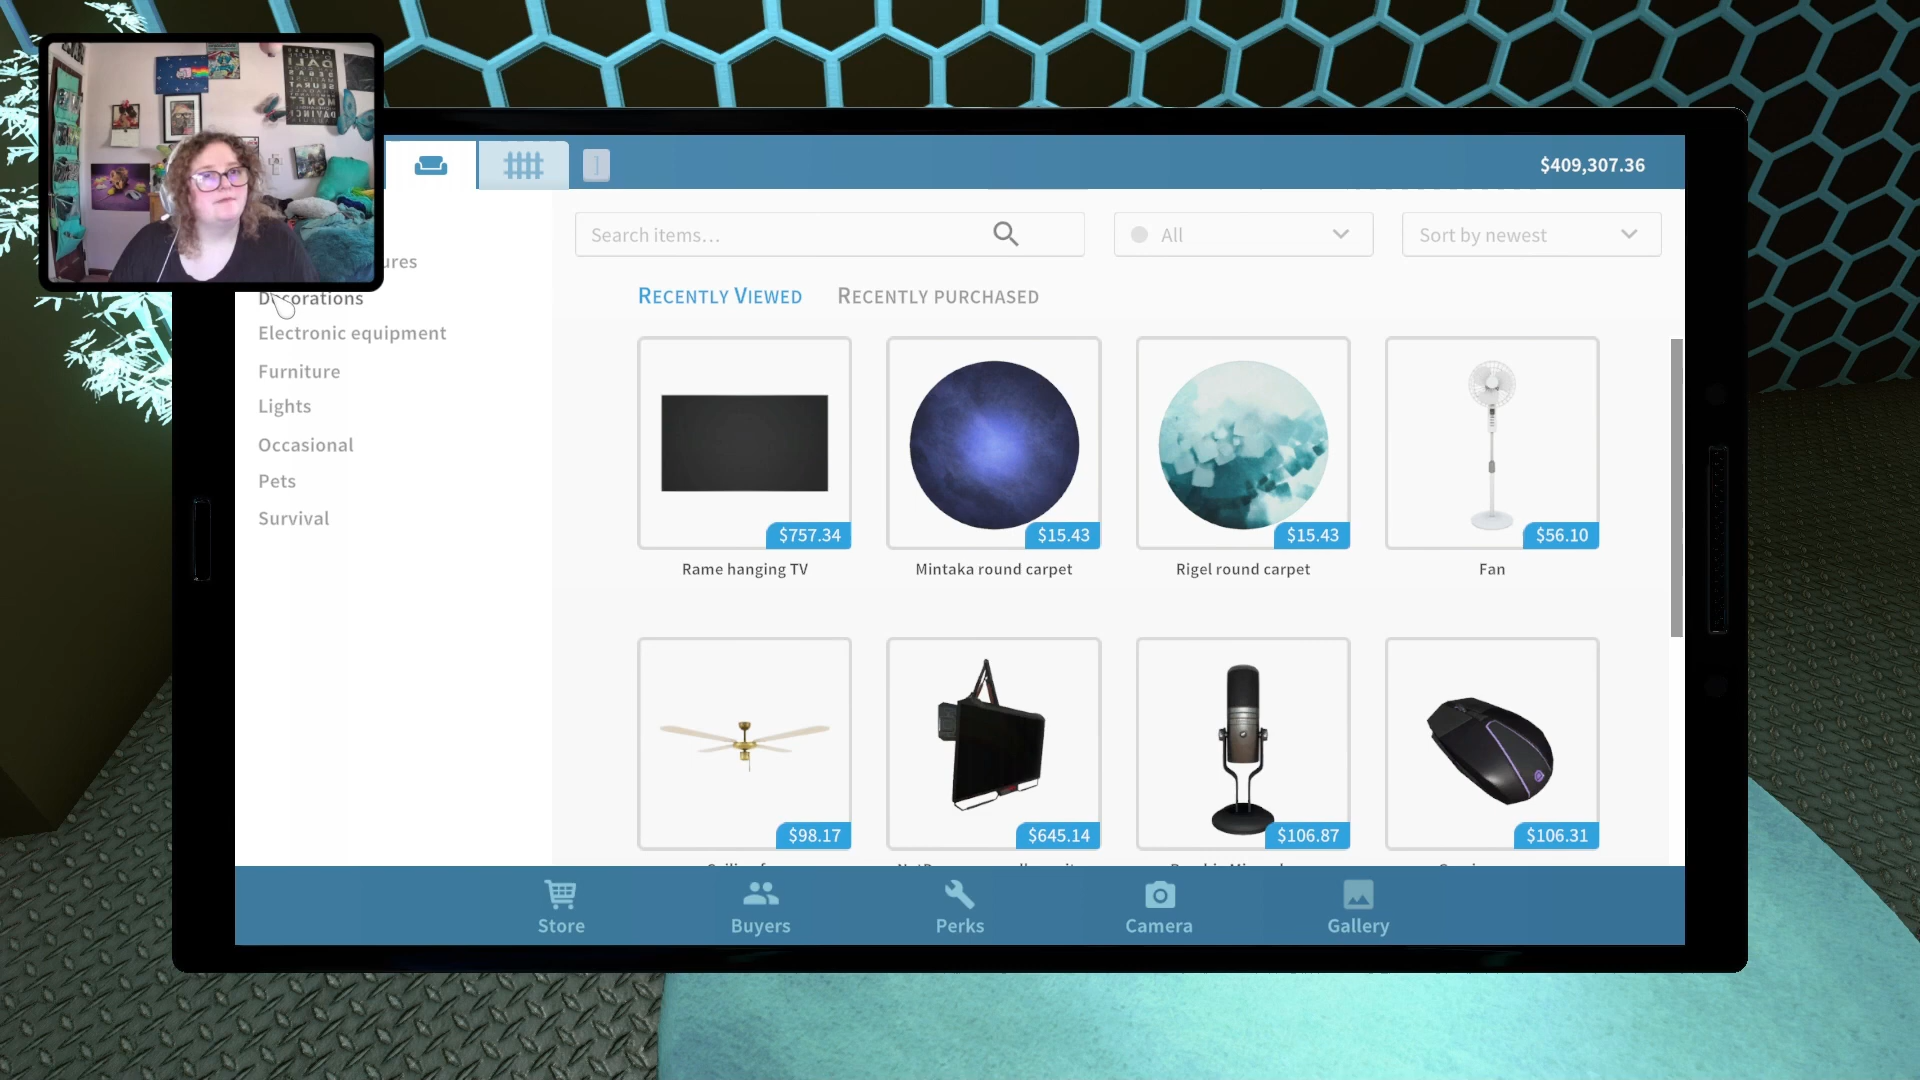 ]
$409,307.36
Search items...
All
Sort by newest
ures
Decorations
Electronic equipment
Furniture
Lights
Occasional
Pets
Survival
RECENTLY VIEWED
RECENTLY PURCHASED
$757.34
$15.43
$15.43
$56.10
Rame hanging TV
Mintaka round carpet
Rigel round carpet
Fan
$98.17
$645.14
$106.87
$106.31
Store
Buyers
Perks
Camera
Gallery